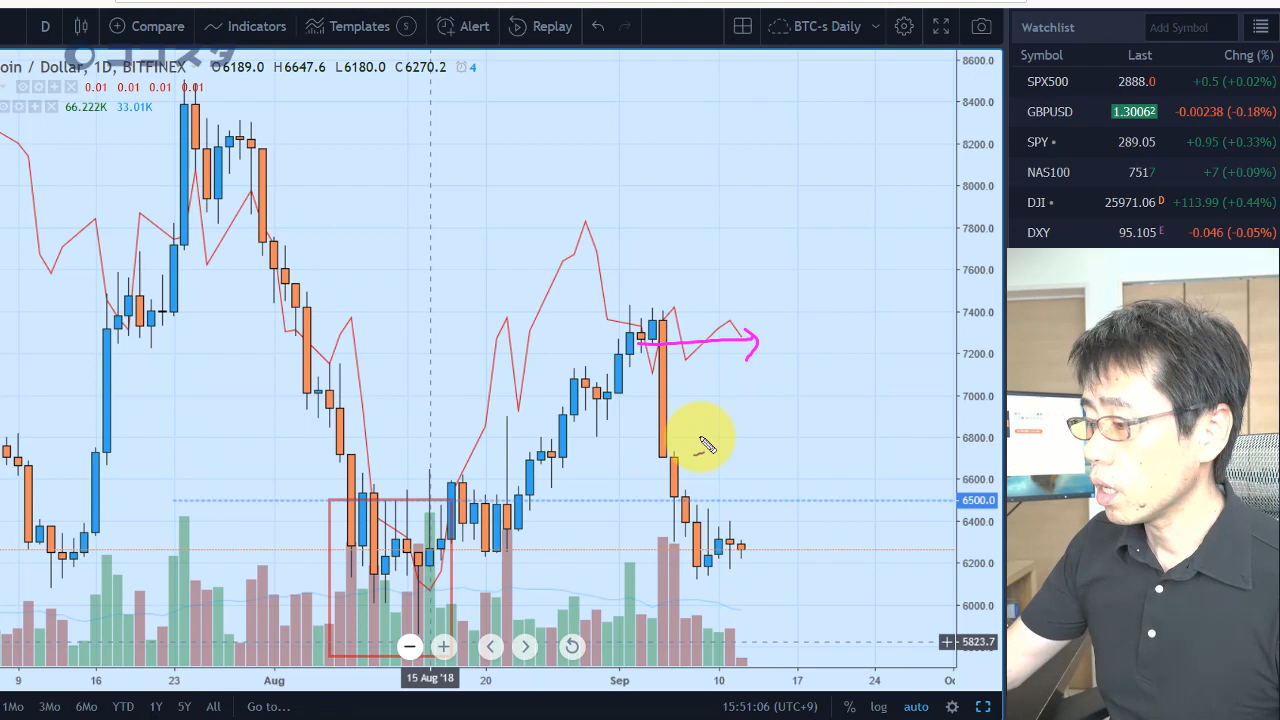 D Compare Indicators Templates S Alert Replay BTC-s Daily
oin / Dollar, 1D, BITFINEX O6189.0 H6647.6 L6180.0 C6270.2 4
0.01 0.01 0.01 0.01
66.222K 33.01K
8600.0
8400.0
8200.0
8000.0
7800.0
7600.0
7400.0
7200.0
7000.0
6800.0
6600.0
6500.0
6400.0
6200.0
6000.0
5823.7
9 16 23 Aug 15 Aug '18 20 Sep 10 17 24 Oc
1Mo 3Mo 6Mo YTD 1Y 5Y All Go to... 15:51:06 (UTC+9) % log auto
Watchlist Add Symbol
Symbol Last Chng (%)
SPX500 2888.0 +0.5 (+0.02%)
GBPUSD 1.30062 -0.00238 (-0.18%)
SPY 289.05 +0.95 (+0.33%)
NAS100 7517 +7 (+0.09%)
DJI 25971.06 D +113.99 (+0.44%)
DXY 95.105 E -0.046 (-0.05%)